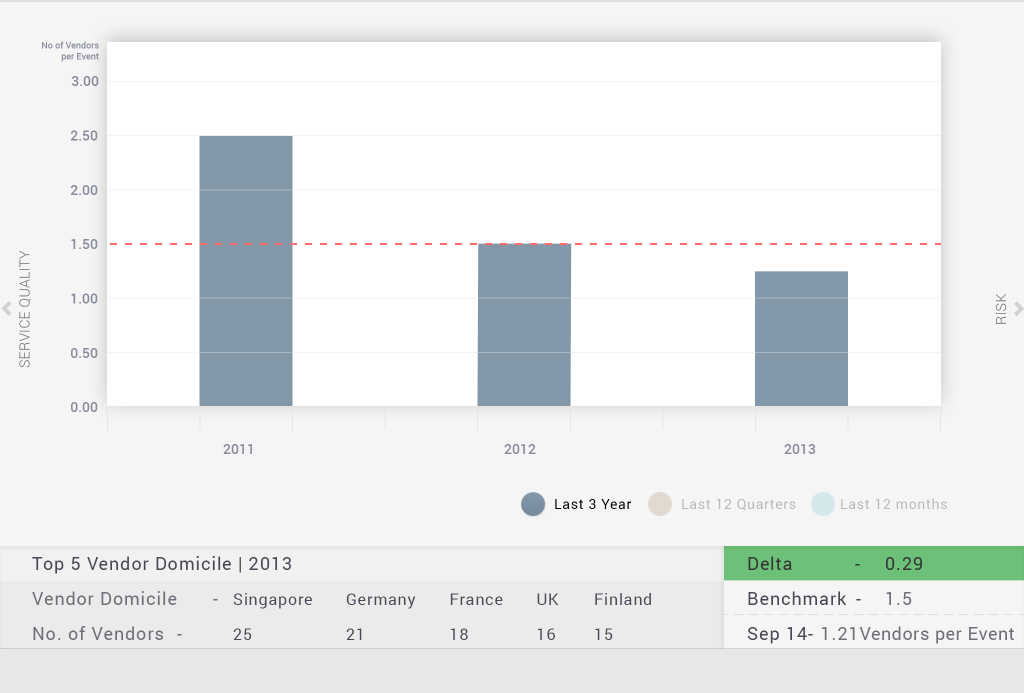 No of Vendors
per Event
3.00
2.50
2.00
1.50
1.00
0.50
0.00
SERVICE QUALITY
RISK
2011 2012 2013
Last 3 Year Last 12 Quarters Last 12 months
Top 5 Vendor Domicile | 2013
Vendor Domicile - Singapore Germany France UK Finland
No. of Vendors - 25 21 18 16 15
Delta - 0.29
Benchmark - 1.5
Sep 14- 1.21Vendors per Event